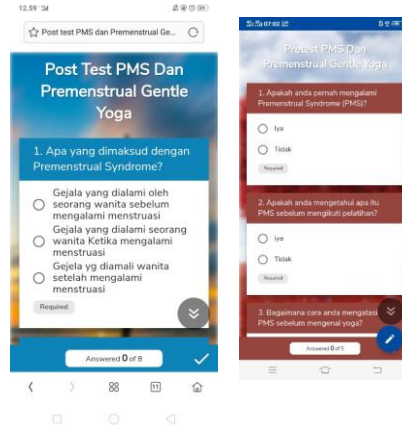 12.59
Post test PMS dan Premenstrual Ge...
Post Test PMS Dan
Premenstrual Gentle
Yoga
1. Apa yang dimaksud dengan
Premenstrual Syndrome?
Gejala yang dialami oleh
seorang wanita sebelum
mengalami menstruasi
Gejala yang dialami seorang
wanita Ketika mengalami
menstruasi
Gejela yg diamali wanita
setelah mengalami
menstruasi
Required
Answered 0 of 8
11
07:02
Pretest PMS Dan
Premenstrual Gentle Yoga
1. Apakah anda pernah mengalami
Premenstrual Syndrome (PMS)?
Iya
Tidak
Required
2. Apakah anda mengetahui apa itu
PMS sebelum mengikuti pelatihan?
Iya
Tidak
Required
3. Bagaimana cara anda mengatasi
PMS sebelum mengenal yoga?
Answered 0 of 5